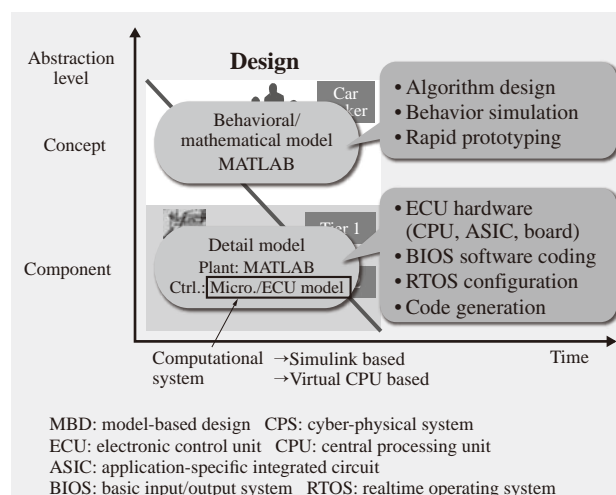 Abstraction
level
Design
Car
Behavioral/
mathematical model
MATLAB
• Algorithm design
• Behavior simulation
• Rapid prototyping
Concept
Tier 1
Detail model
Plant: MATLAB
Ctrl.: Micro./ECU model
• ECU hardware
(CPU, ASIC, board)
• BIOS software coding
• RTOS configuration
• Code generation
Component
Computational →Simulink based
system →Virtual CPU based
Time
MBD: model-based design CPS: cyber-physical system
ECU: electronic control unit CPU: central processing unit
ASIC: application-specific integrated circuit
BIOS: basic input/output system RTOS: realtime operating system